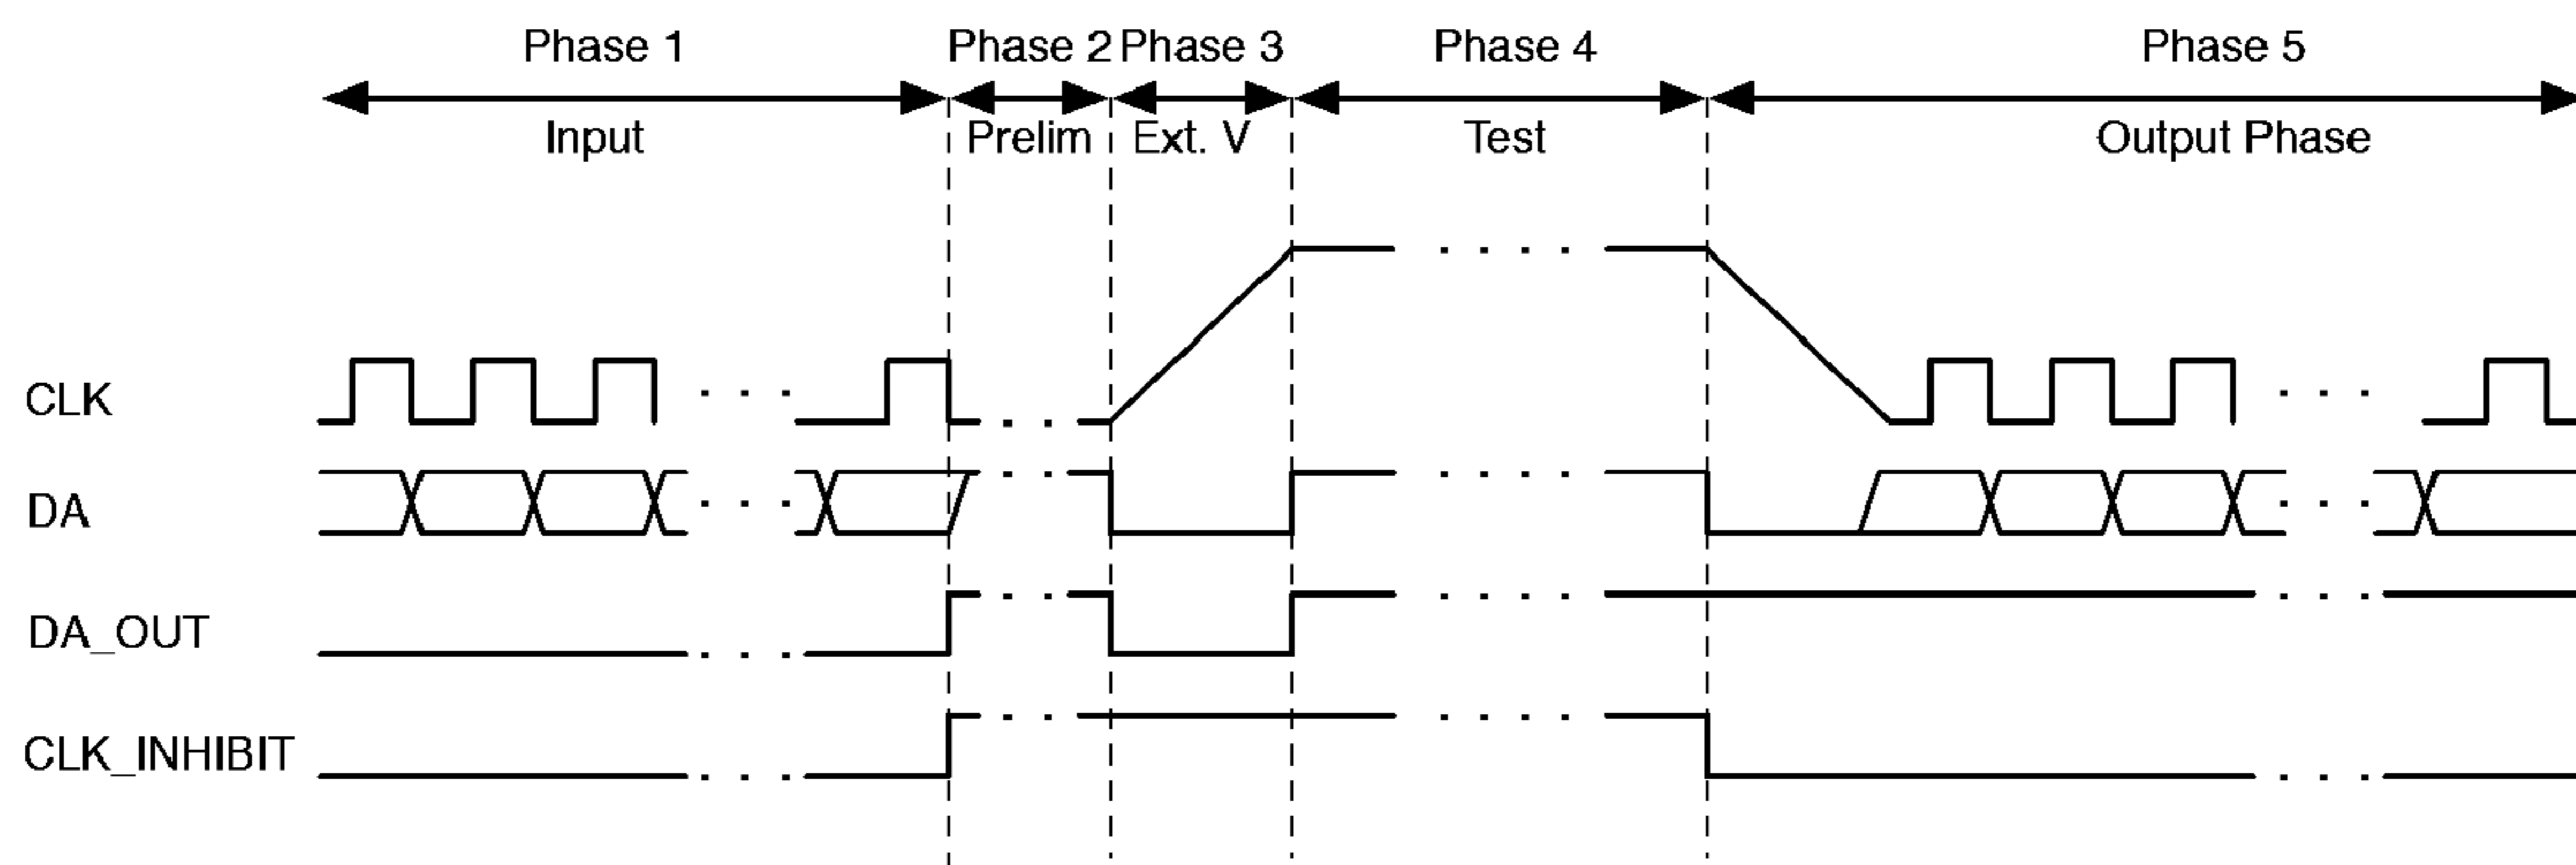 Phase 1 Phase 2 Phase 3 Phase 4 Phase 5
Input Prelim Ext. V Test Output Phase
CLK
DA
DA_OUT
CLK_INHIBIT